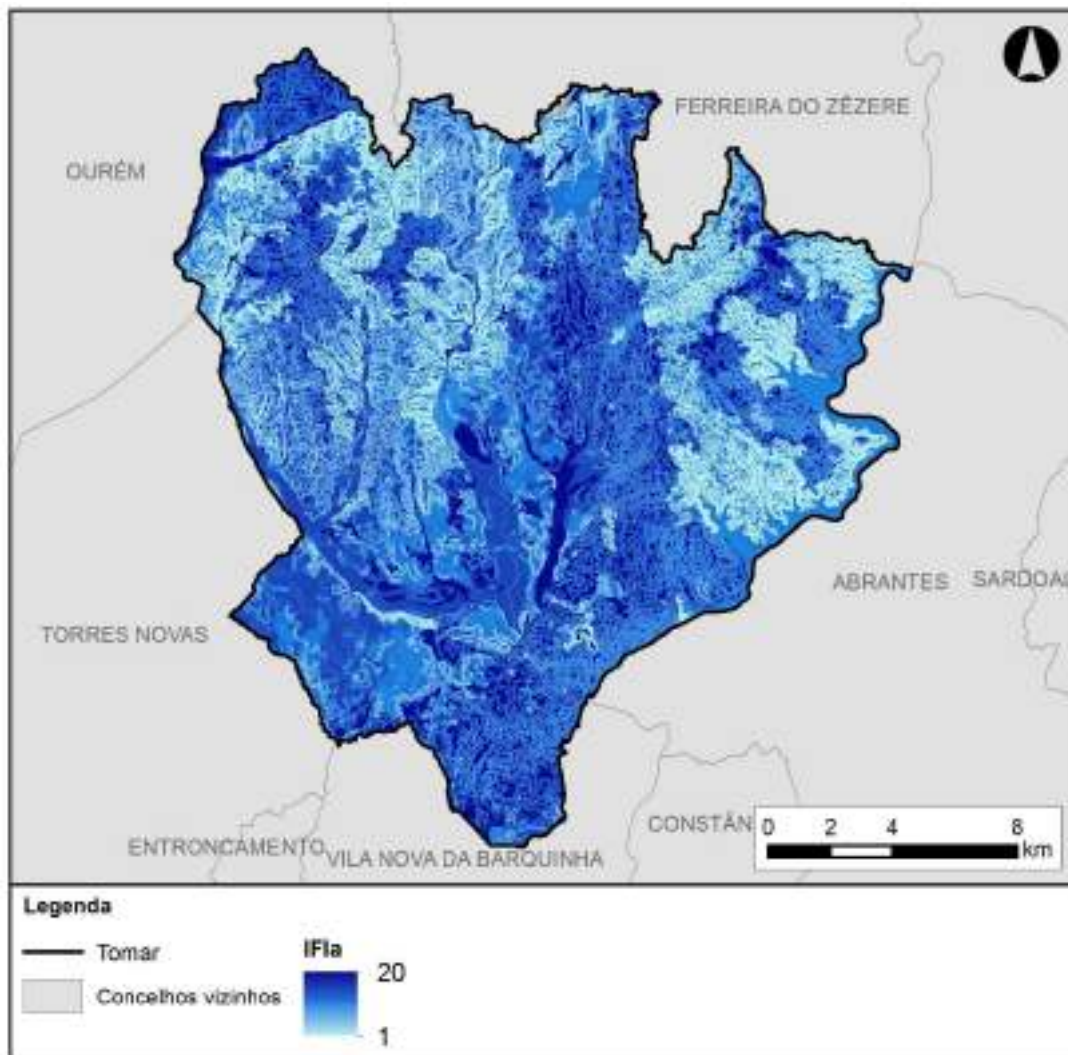 FERREIRA DO ZÊZERE
OURÉM
ABRANTES
SARDOAL
TORRES NOVAS
CONSTÂN
0 2 4 8
km
ENTRONCAMENTO
VILA NOVA DA BARQUINHA
Legenda
Tomar
Concelhos vizinhos
IFIa
20
1